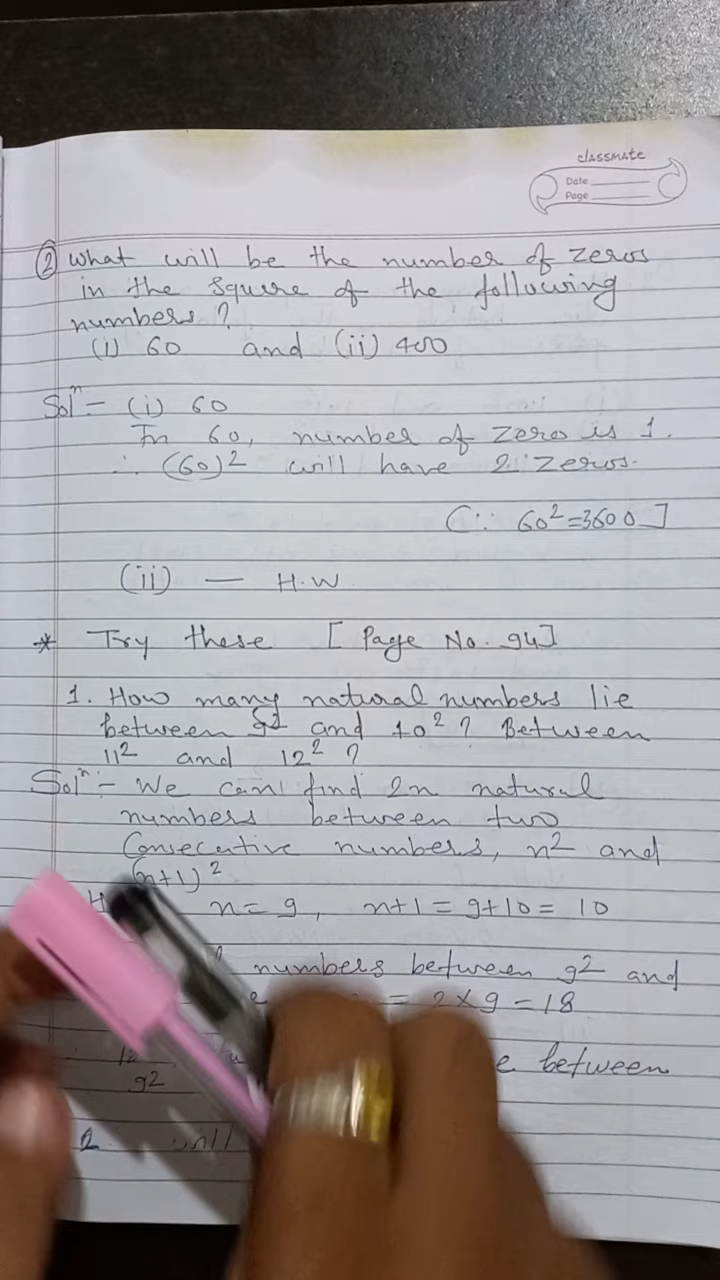 classmate
Date
Page
② What will be the number of zeros
in the square of the following
numbers?
(i) 60 and (ii) 400
Solⁿ - (i) 60
In 60, number of zero is 1.
∴ (60)² will have 2 zeros.
[∵ 60²=3600]
(ii) — H.W
* Try these [Page No. 94]
1. How many natural numbers lie
between 9² and 10²? Between
11² and 12²?
Solⁿ:- We can find 2n natural
numbers between two
Consecutive numbers, n² and
(n+1)²
n=9, n+1=9+10=10
numbers between 9² and
= 2×9=18
between
9²
2. will